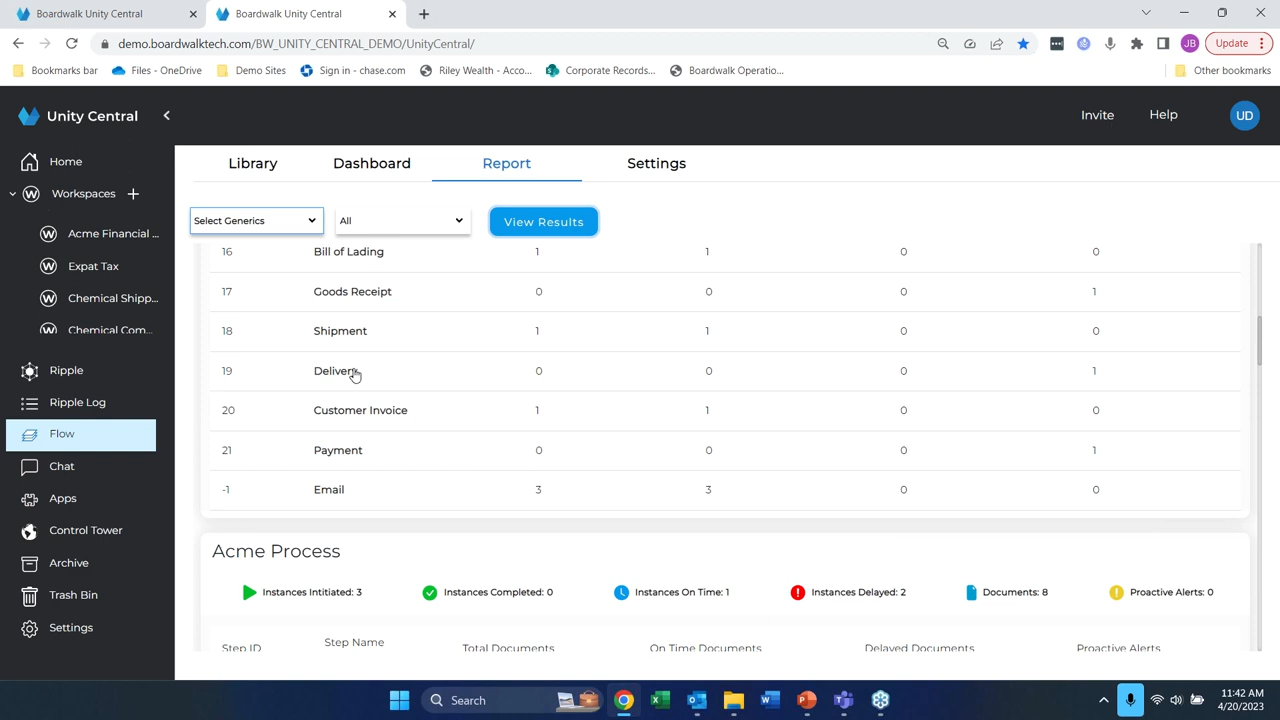 Boardwalk Unity Central
Boardwalk Unity Central
demo.boardwalktech.com/BW_UNITY_CENTRAL_DEMO/UnityCentral/
JB
Update
Bookmarks bar
Files - OneDrive
Demo Sites
Sign in - chase.com
Riley Wealth - Acco...
Corporate Records...
Boardwalk Operatio...
Other bookmarks
Unity Central
Invite
Help
UD
Home
Workspaces
Acme Financial ...
Expat Tax
Chemical Shipp...
Chemical Com...
Ripple
Ripple Log
Flow
Chat
Apps
Control Tower
Archive
Trash Bin
Settings
Library
Dashboard
Report
Settings
Select Generics
All
View Results
16 Bill of Lading 1 1 0 0
17 Goods Receipt 0 0 0 1
18 Shipment 1 1 0 0
19 Delivery 0 0 0 1
20 Customer Invoice 1 1 0 0
21 Payment 0 0 0 1
-1 Email 3 3 0 0
Acme Process
Instances Intitiated: 3
Instances Completed: 0
Instances On Time: 1
Instances Delayed: 2
Documents: 8
Proactive Alerts: 0
Step ID Step Name Total Documents On Time Documents Delayed Documents Proactive Alerts
Search
11:42 AM
4/20/2023